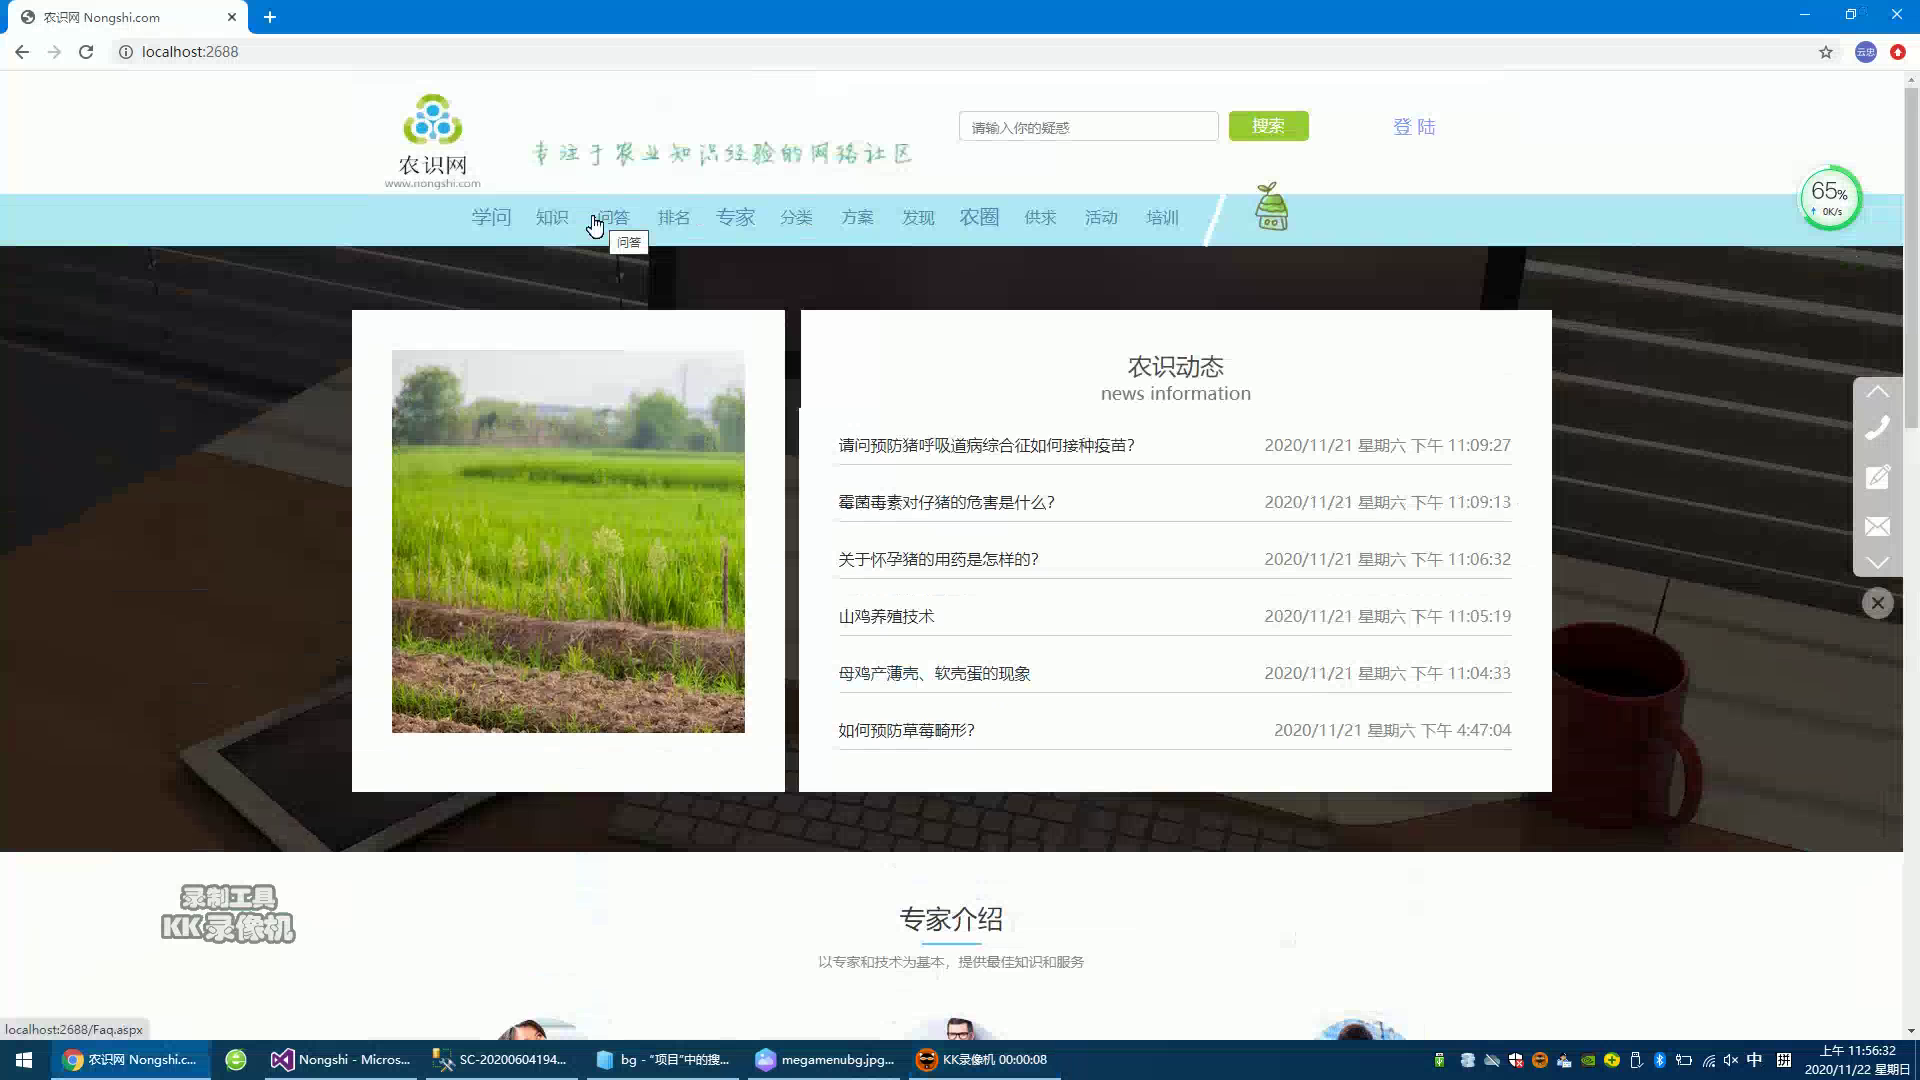 农识网 Nongshi.com
localhost:2688
云忠
农识网
www.nongshi.com
专注于农业知识经验的网络社区
请输入你的疑惑
搜索
登 陆
65%
0K/s
学问 知识 问答 排名 专家 分类 方案 发现 农圈 供求 活动 培训
问答
农识动态
news information
请问预防猪呼吸道病综合征如何接种疫苗? 2020/11/21 星期六 下午 11:09:27
霉菌毒素对仔猪的危害是什么? 2020/11/21 星期六 下午 11:09:13
关于怀孕猪的用药是怎样的? 2020/11/21 星期六 下午 11:06:32
山鸡养殖技术 2020/11/21 星期六 下午 11:05:19
母鸡产薄壳、软壳蛋的现象 2020/11/21 星期六 下午 11:04:33
如何预防草莓畸形? 2020/11/21 星期六 下午 4:47:04
录制工具
KK录像机
专家介绍
以专家和技术为基本，提供最佳知识和服务
localhost:2688/Faq.aspx
农识网 Nongshi.c...
Nongshi - Micros...
SC-20200604194...
bg - “项目”中的搜...
megamenubg.jpg...
KK录像机 00:00:08
中
拼
上午 11:56:32
2020/11/22 星期日